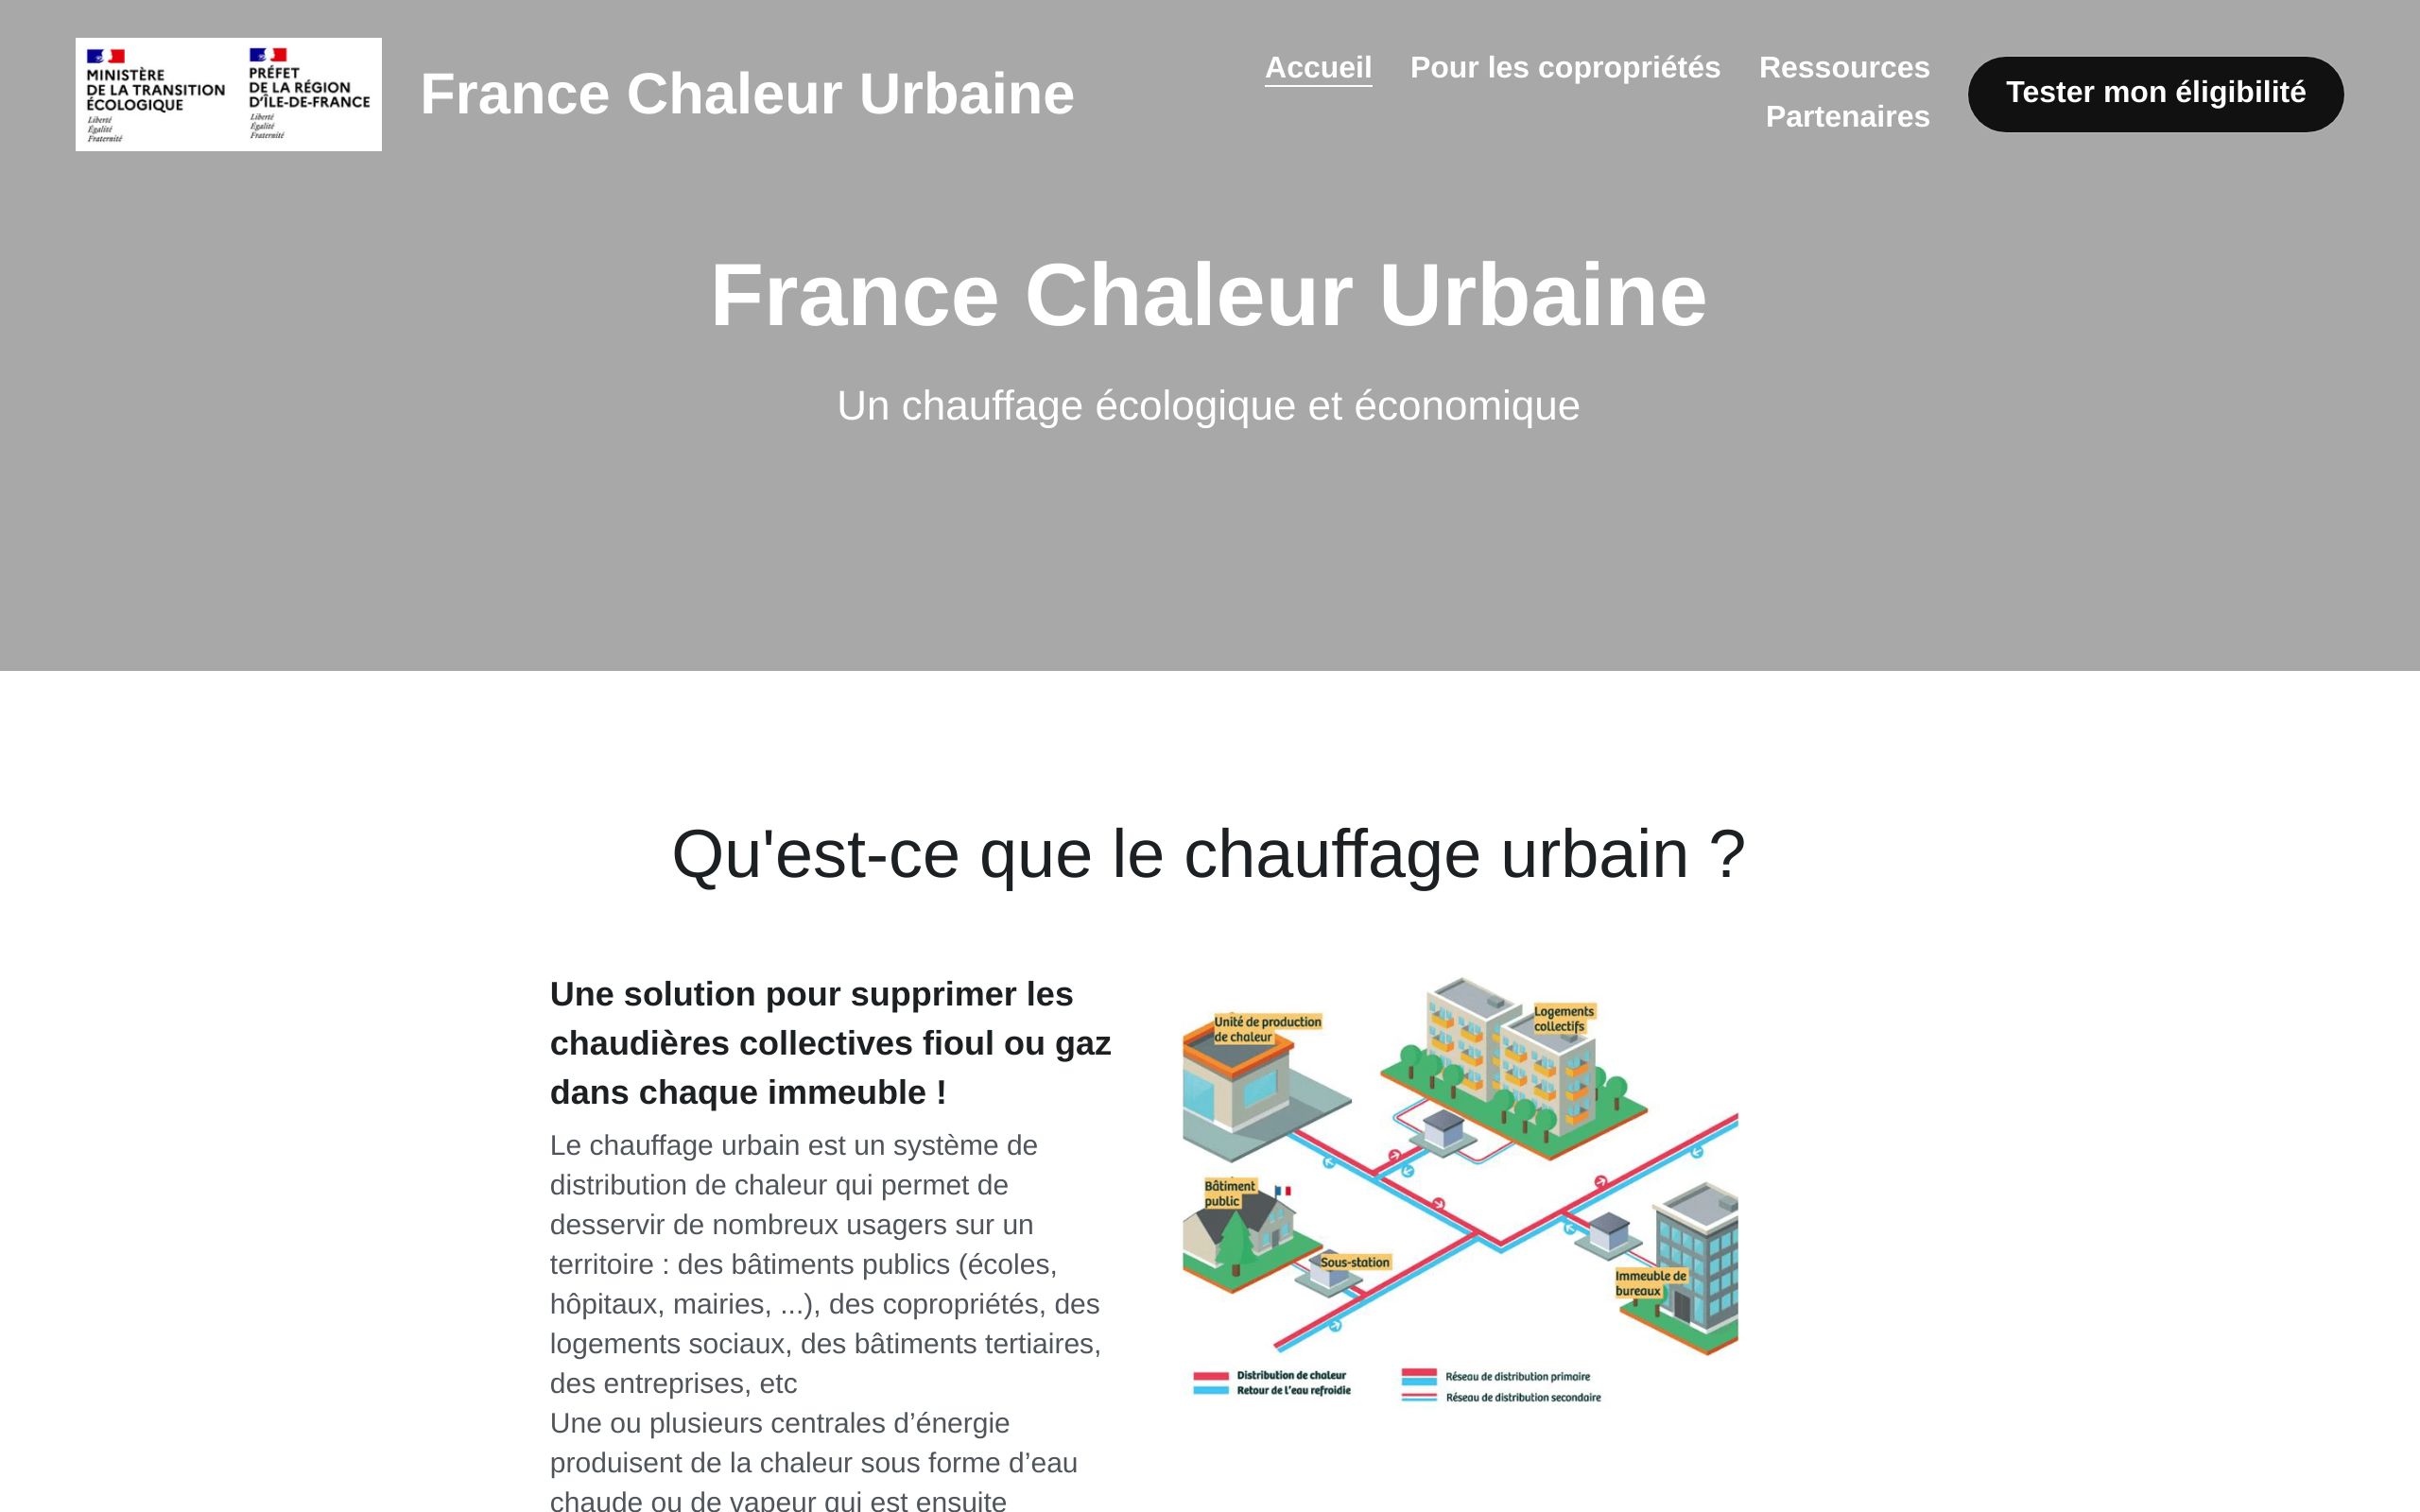 MINISTÈRE
DE LA TRANSITION
ÉCOLOGIQUE
Liberté
Égalité
Fraternité
PRÉFET
DE LA RÉGION
D'ÎLE-DE-FRANCE
Liberté
Égalité
Fraternité
France Chaleur Urbaine
Accueil
Pour les copropriétés
Ressources
Partenaires
Tester mon éligibilité
France Chaleur Urbaine
Un chauffage écologique et économique
Qu'est-ce que le chauffage urbain ?
Une solution pour supprimer les
chaudières collectives fioul ou gaz
dans chaque immeuble !
Le chauffage urbain est un système de
distribution de chaleur qui permet de
desservir de nombreux usagers sur un
territoire : des bâtiments publics (écoles,
hôpitaux, mairies, ...), des copropriétés, des
logements sociaux, des bâtiments tertiaires,
des entreprises, etc
Une ou plusieurs centrales d’énergie
produisent de la chaleur sous forme d’eau
chaude ou de vapeur qui est ensuite
Unité de production
de chaleur
Logements
collectifs
Bâtiment
public
Sous-station
Immeuble de
bureaux
Distribution de chaleur
Retour de l’eau refroidie
Réseau de distribution primaire
Réseau de distribution secondaire